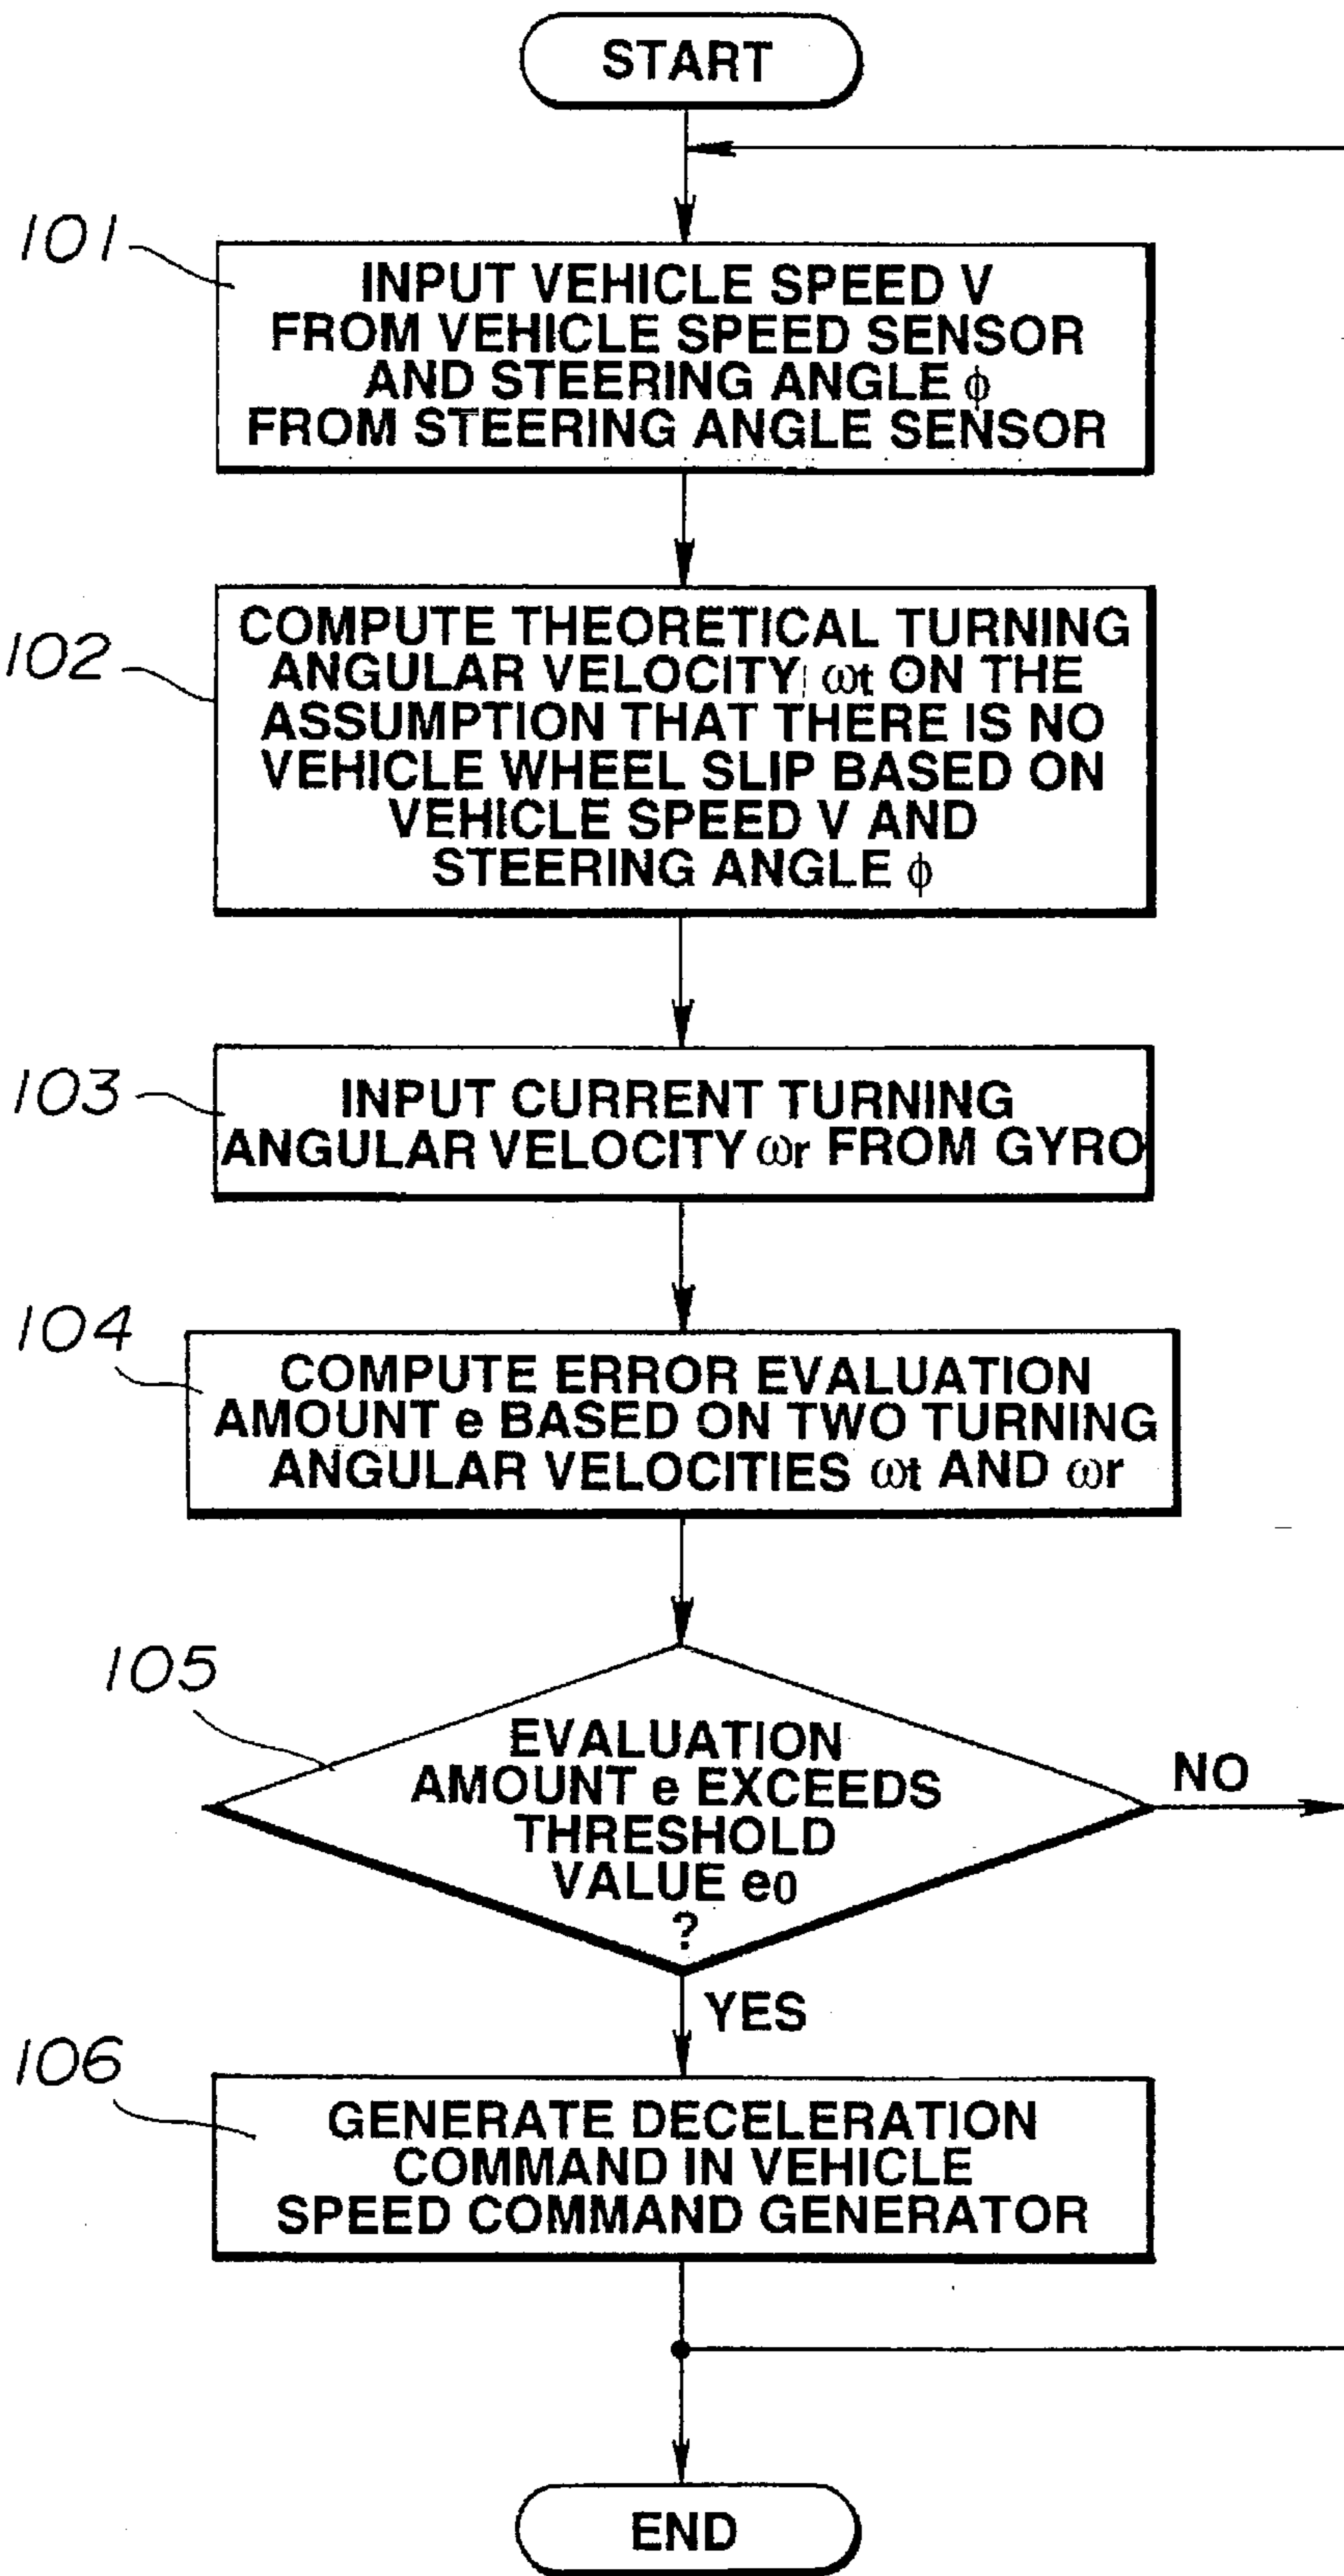 START
101
INPUT VEHICLE SPEED V
FROM VEHICLE SPEED SENSOR
AND STEERING ANGLE ϕ
FROM STEERING ANGLE SENSOR
102
COMPUTE THEORETICAL TURNING
ANGULAR VELOCITY ωt ON THE
ASSUMPTION THAT THERE IS NO
VEHICLE WHEEL SLIP BASED ON
VEHICLE SPEED V AND
STEERING ANGLE ϕ
103
INPUT CURRENT TURNING
ANGULAR VELOCITY ωr FROM GYRO
104
COMPUTE ERROR EVALUATION
AMOUNT e BASED ON TWO TURNING
ANGULAR VELOCITIES ωt AND ωr
105
EVALUATION
AMOUNT e EXCEEDS
THRESHOLD
VALUE e0
?
NO
YES
106
GENERATE DECELERATION
COMMAND IN VEHICLE
SPEED COMMAND GENERATOR
END